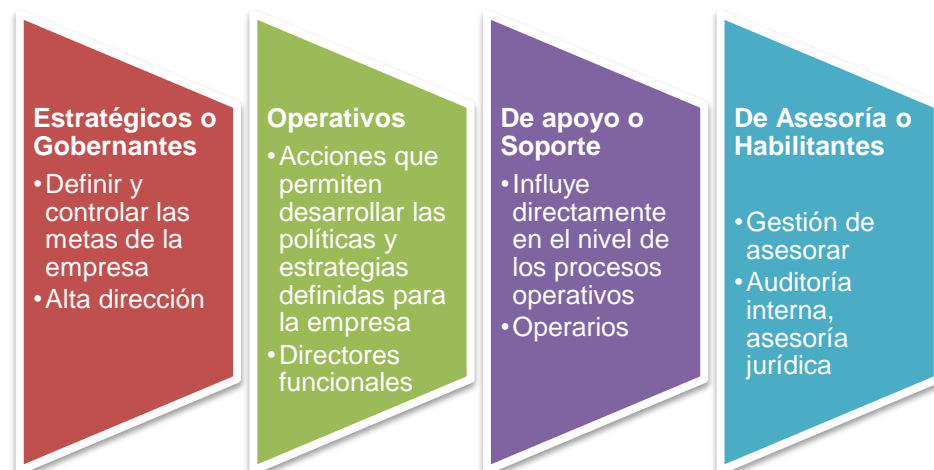 Estratégicos o
Gobernantes
•Definir y
controlar las
metas de la
empresa
•Alta dirección
Operativos
•Acciones que
permiten
desarrollar las
políticas y
estrategias
definidas para
la empresa
•Directores
funcionales
De apoyo o
Soporte
•Influye
directamente
en el nivel de
los procesos
operativos
•Operarios
De Asesoría o
Habilitantes
•Gestión de
asesorar
•Auditoría
interna,
asesoría
jurídica